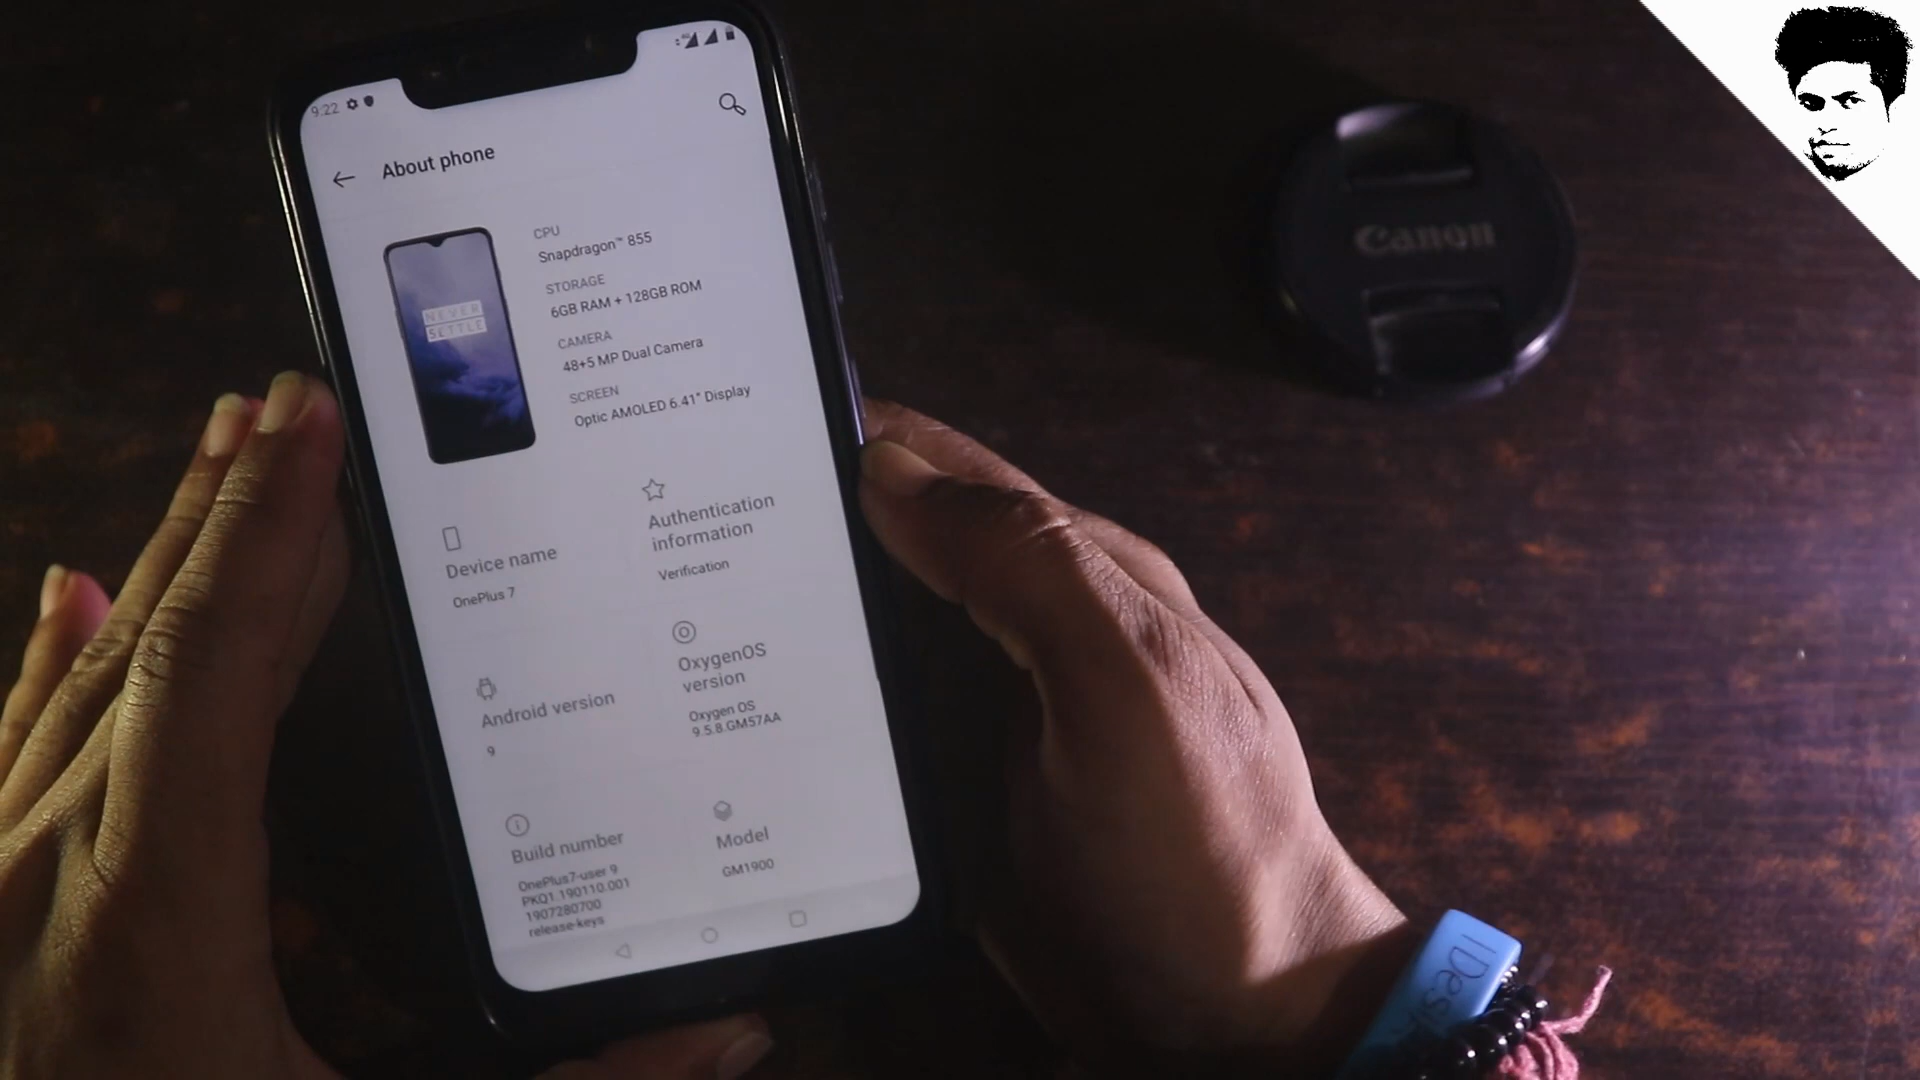 9:22
About phone
CPU
Snapdragon™ 855
STORAGE
6GB RAM + 128GB ROM
CAMERA
48+5 MP Dual Camera
SCREEN
Optic AMOLED 6.41" Display
NEVER
SETTLE
Device name
OnePlus 7
Authentication
information
Verification
Android version
9
OxygenOS
version
Oxygen OS
9.5.8.GM57AA
Build number
OnePlus7-user 9
PKQ1.190110.001
1907280700
release-keys
Model
GM1900
Canon